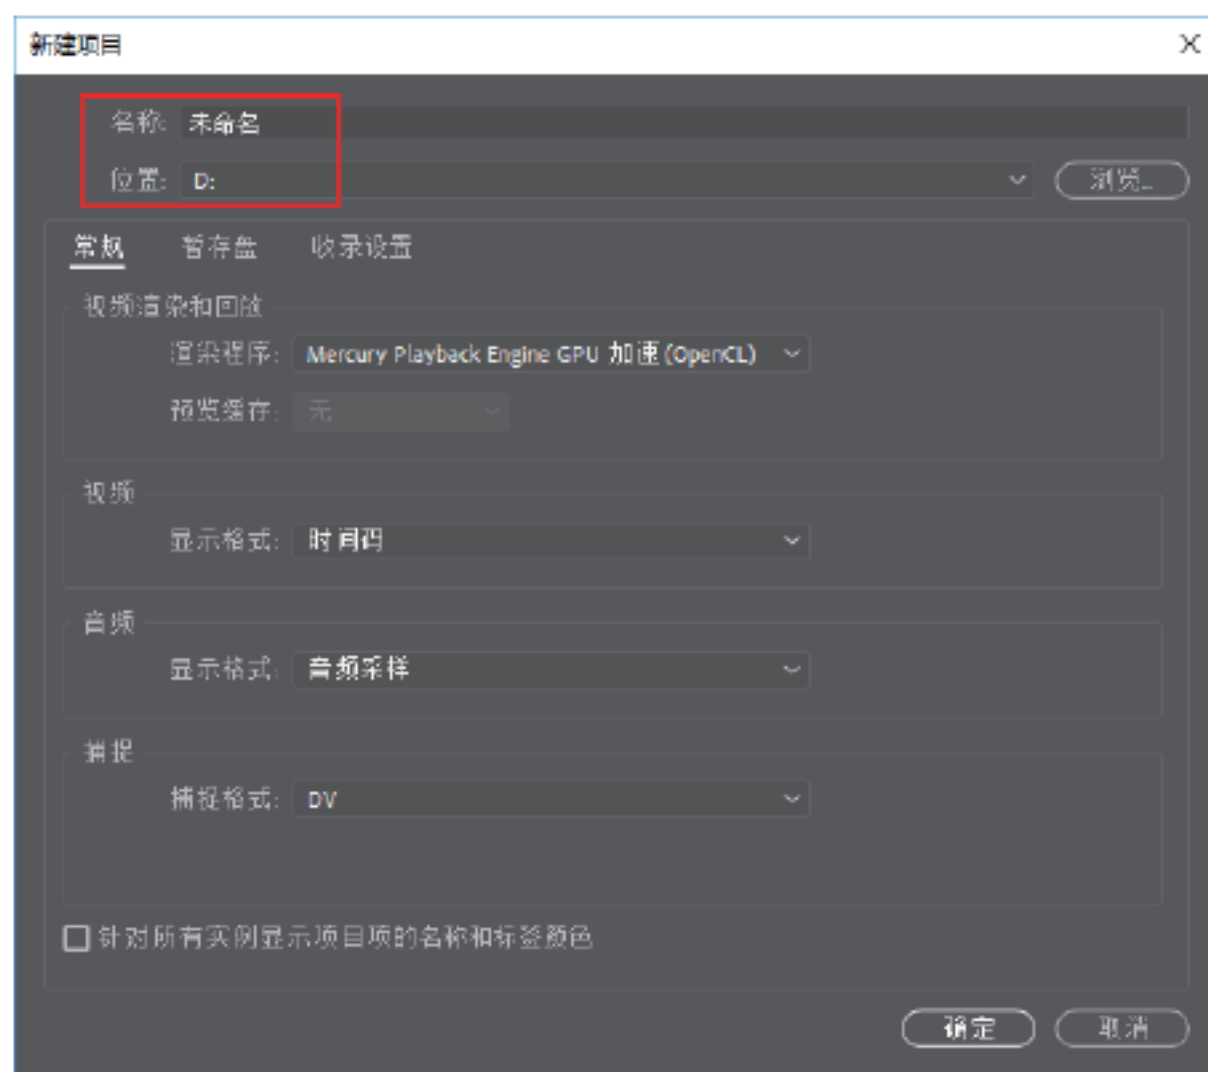 新建项目
名称: 未命名
位置: D:
浏览...
常规 暂存盘 收录设置
视频渲染和回放
渲染程序: Mercury Playback Engine GPU 加速 (OpenCL)
预览缓存: 无
视频
显示格式: 时间码
音频
显示格式: 音频采样
捕捉
捕捉格式: DV
针对所有实例显示项目项的名称和标签颜色
确定 取消